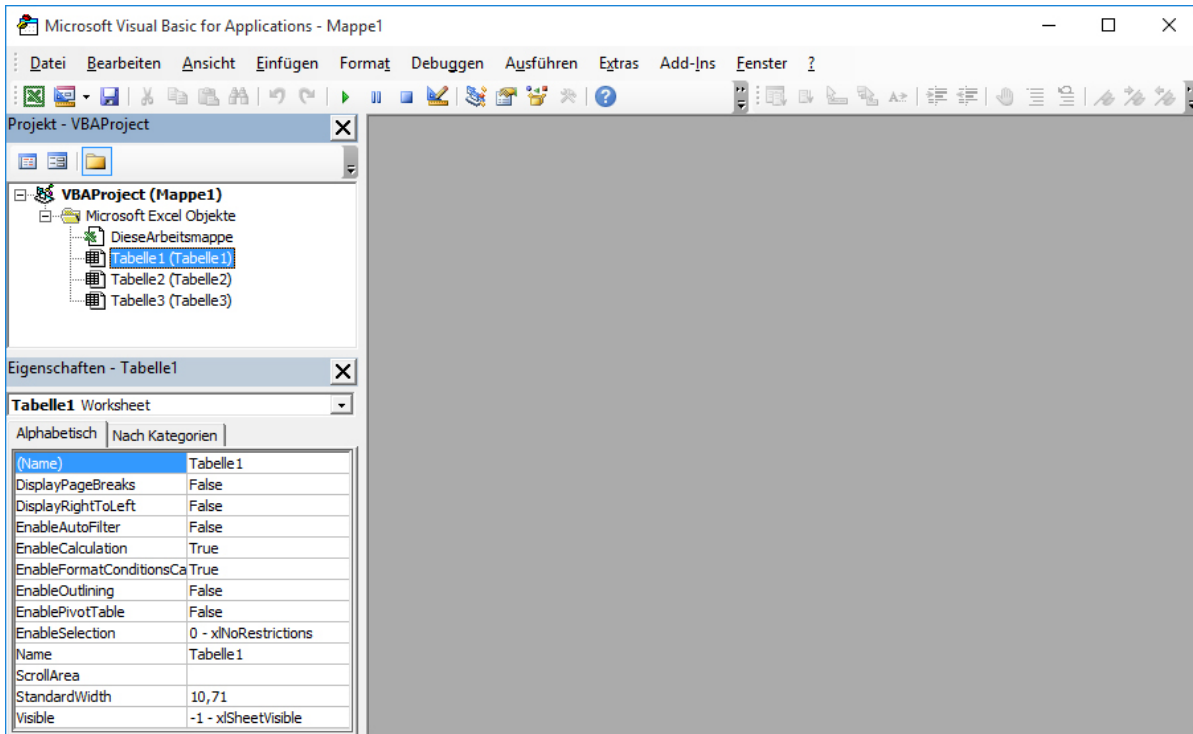 Microsoft Visual Basic for Applications - Mappe1
Datei Bearbeiten Ansicht Einfügen Format Debuggen Ausführen Extras Add-Ins Fenster ?
Projekt - VBAProject
VBAProject (Mappe1)
Microsoft Excel Objekte
DieseArbeitsmappe
Tabelle1 (Tabelle1)
Tabelle2 (Tabelle2)
Tabelle3 (Tabelle3)
Eigenschaften - Tabelle1
Tabelle1 Worksheet
Alphabetisch Nach Kategorien
(Name) Tabelle1
DisplayPageBreaks False
DisplayRightToLeft False
EnableAutoFilter False
EnableCalculation True
EnableFormatConditionsCa True
EnableOutlining False
EnablePivotTable False
EnableSelection 0 - xlNoRestrictions
Name Tabelle1
ScrollArea
StandardWidth 10,71
Visible -1 - xlSheetVisible